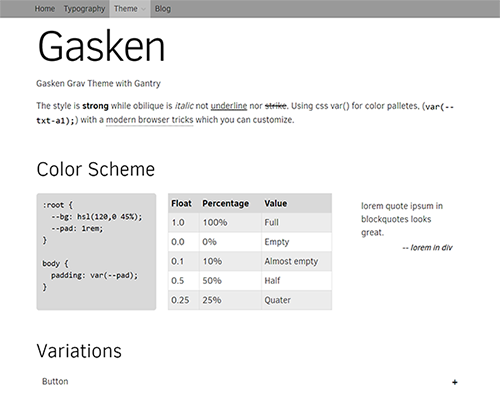 Home Typography Theme Blog
Gasken
Gasken Grav Theme with Gantry
The style is strong while oblique is italic not underline nor strike. Using css var() for color palletes, (var(--
txt-a1);) with a modern browser tricks which you can customize.
Color Scheme
:root {
--bg: hsl(120,0 45%);
--pad: 1rem;
}
body {
padding: var(--pad);
}
Float Percentage Value
1.0 100% Full
0.0 0% Empty
0.1 10% Almost empty
0.5 50% Half
0.25 25% Quater
lorem quote ipsum in
blockquotes looks
great.
-- lorem in div
Variations
Button +